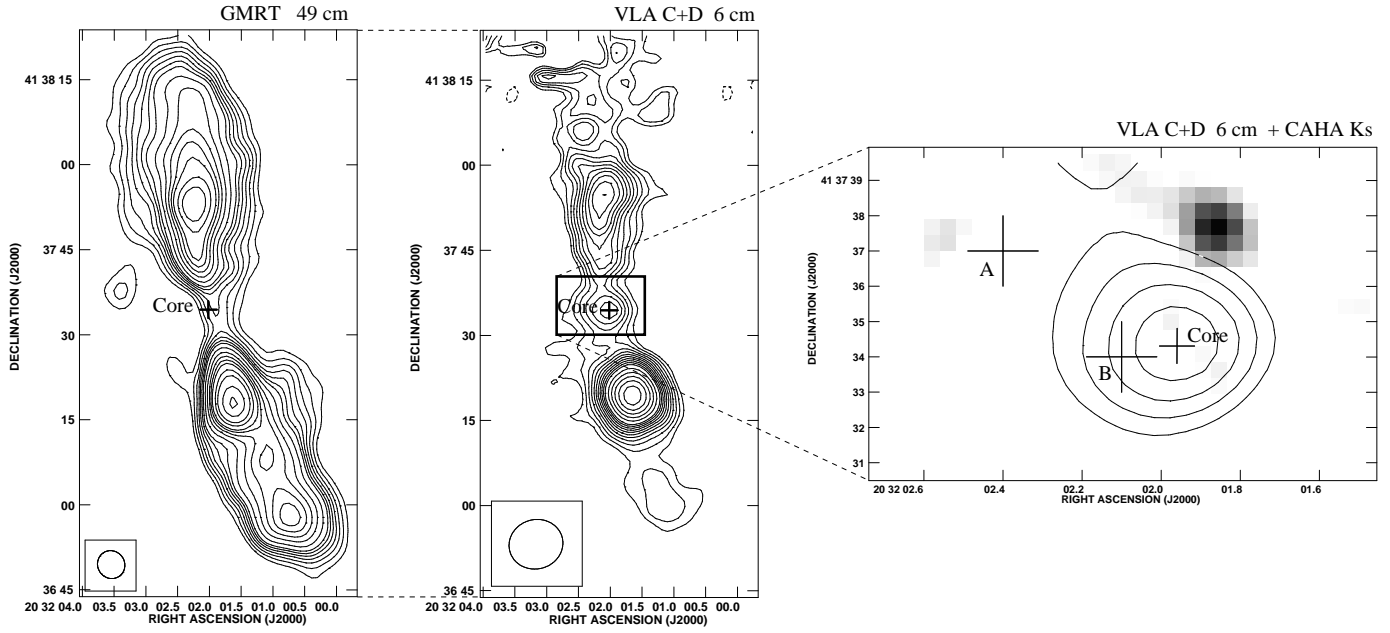 GMRT 49 cm
DECLINATION (J2000)
41 38 15
00
37 45
30
15
00
36 45
Core
20 32 04.0 03.5 03.0 02.5 02.0 01.5 01.0 00.5 00.0
RIGHT ASCENSION (J2000)
VLA C+D 6 cm
DECLINATION (J2000)
41 38 15
00
37 45
30
15
00
36 45
Core
20 32 04.0 03.5 03.0 02.5 02.0 01.5 01.0 00.5 00.0
RIGHT ASCENSION (J2000)
VLA C+D 6 cm + CAHA Ks
DECLINATION (J2000)
41 37 39
38
37
36
35
34
33
32
31
A
B
Core
20 32 02.6 02.4 02.2 02.0 01.8 01.6
RIGHT ASCENSION (J2000)